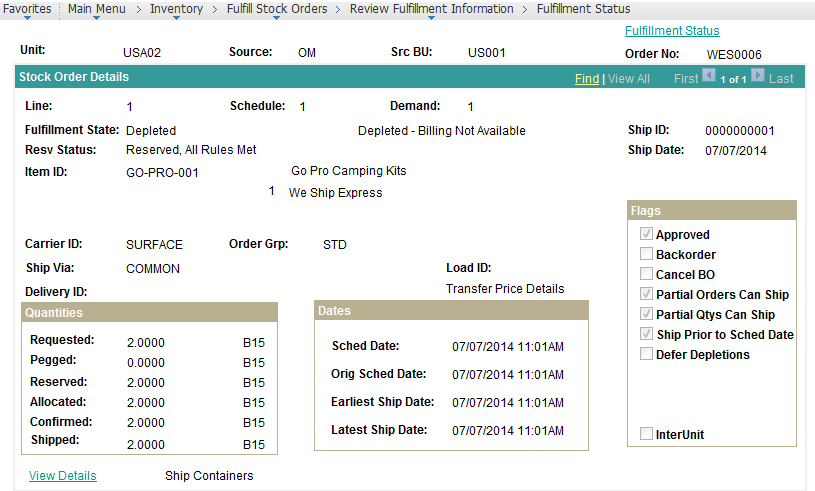 Favorites Main Menu > Inventory > Fulfill Stock Orders > Review Fulfillment Information > Fulfillment Status
Fulfillment Status
Unit: USA02 Source: OM Src BU: US001 Order No: WES0006
Stock Order Details Find | View All First 1 of 1 Last
Line: 1 Schedule: 1 Demand: 1
Fulfillment State: Depleted Depleted - Billing Not Available Ship ID: 0000000001
Resv Status: Reserved, All Rules Met Ship Date: 07/07/2014
Item ID: GO-PRO-001 Go Pro Camping Kits
1 We Ship Express
Carrier ID: SURFACE Order Grp: STD
Ship Via: COMMON Load ID:
Delivery ID: Transfer Price Details
Quantities
Requested: 2.0000 B15
Pegged: 0.0000 B15
Reserved: 2.0000 B15
Allocated: 2.0000 B15
Confirmed: 2.0000 B15
Shipped: 2.0000 B15
Dates
Sched Date: 07/07/2014 11:01AM
Orig Sched Date: 07/07/2014 11:01AM
Earliest Ship Date: 07/07/2014 11:01AM
Latest Ship Date: 07/07/2014 11:01AM
Flags
Approved
Backorder
Cancel BO
Partial Orders Can Ship
Partial Qtys Can Ship
Ship Prior to Sched Date
Defer Depletions
InterUnit
View Details Ship Containers